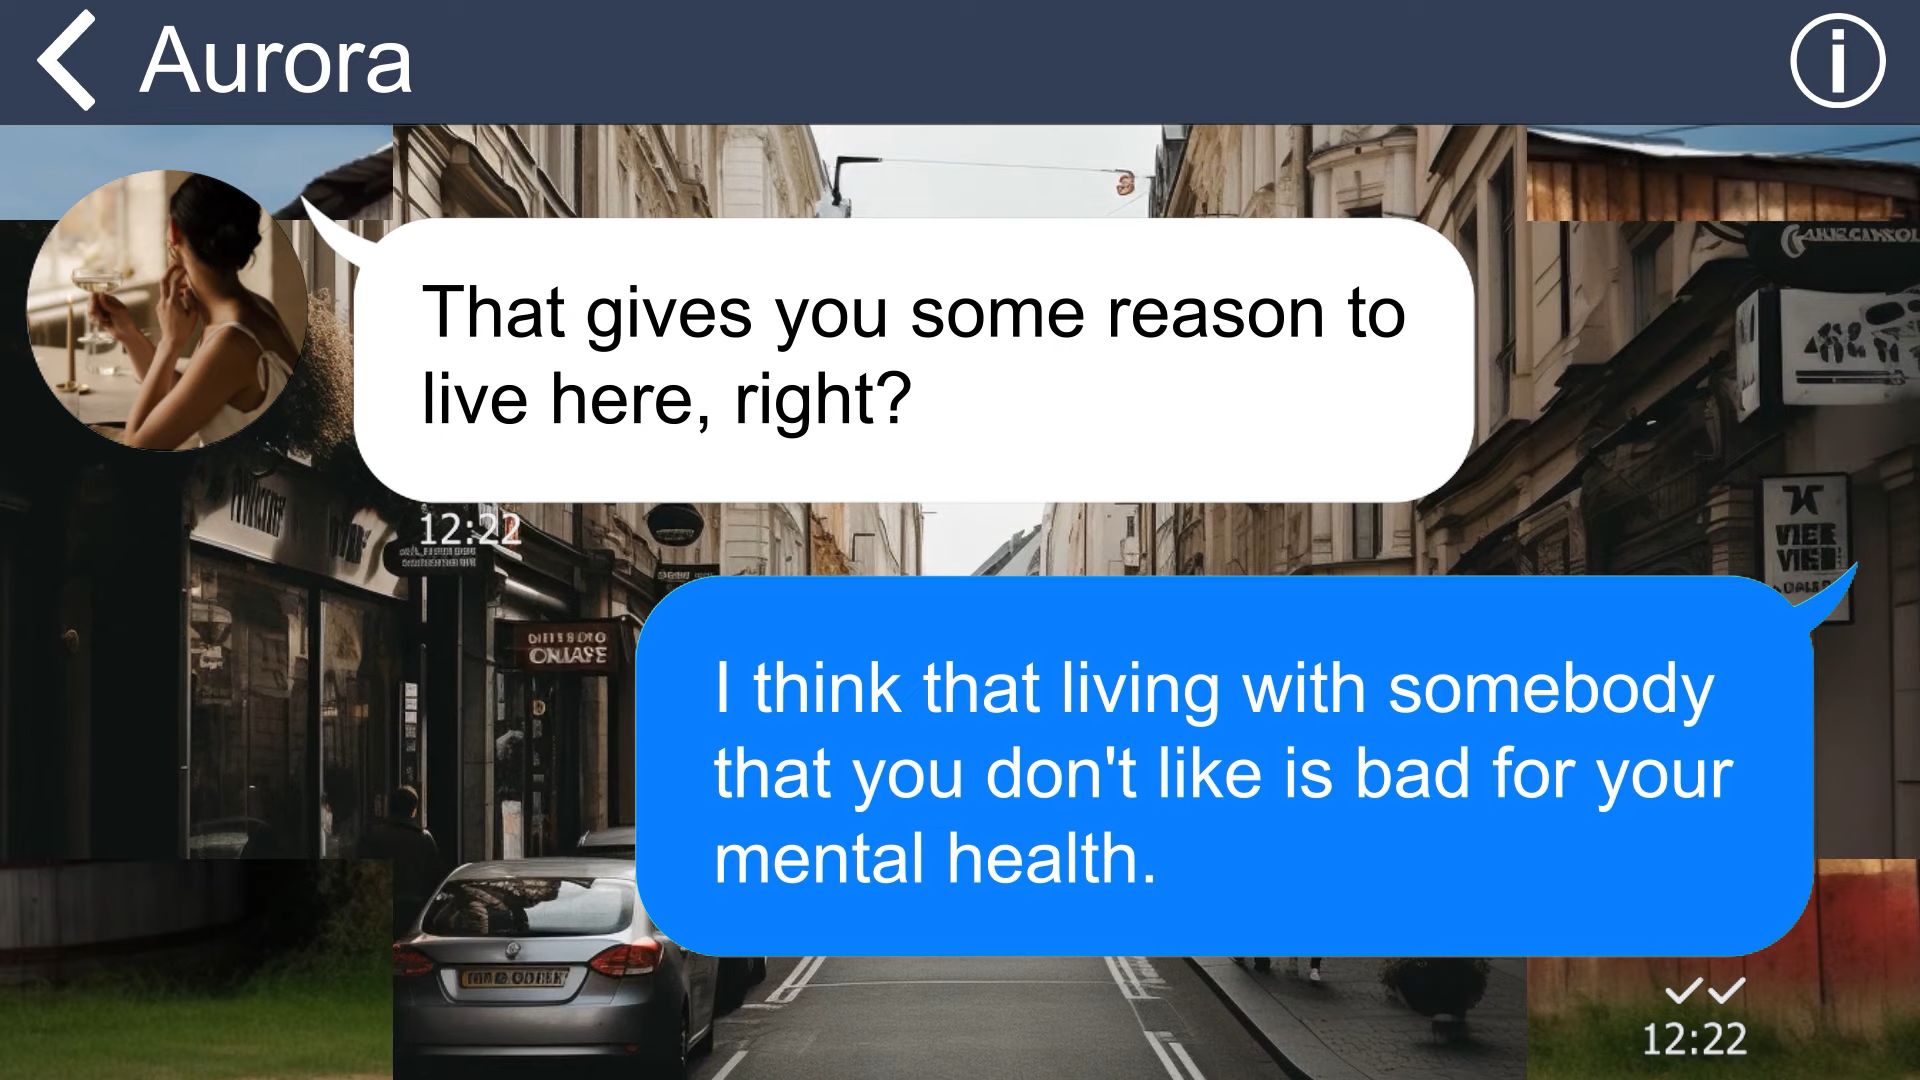 Aurora
That gives you some reason to
live here, right?
12:22
I think that living with somebody
that you don't like is bad for your
mental health.
12:22